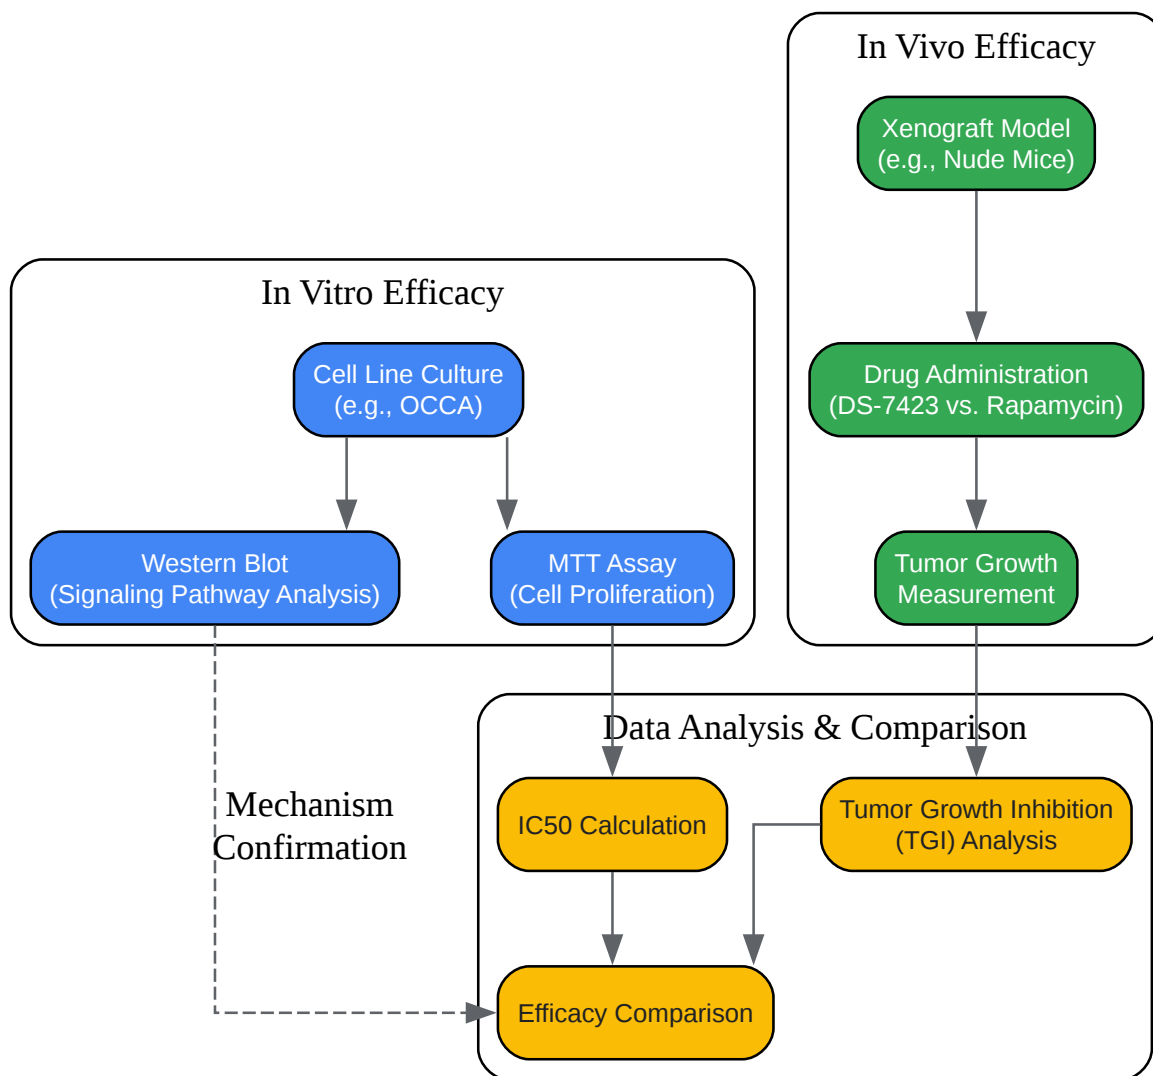 In Vivo Efficacy
Xenograft Model
(e.g., Nude Mice)
Drug Administration
(DS-7423 vs. Rapamycin)
Tumor Growth
Measurement
In Vitro Efficacy
Cell Line Culture
(e.g., OCCA)
Western Blot
(Signaling Pathway Analysis)
MTT Assay
(Cell Proliferation)
Data Analysis & Comparison
IC50 Calculation
Tumor Growth Inhibition
(TGI) Analysis
Mechanism
Confirmation
Efficacy Comparison